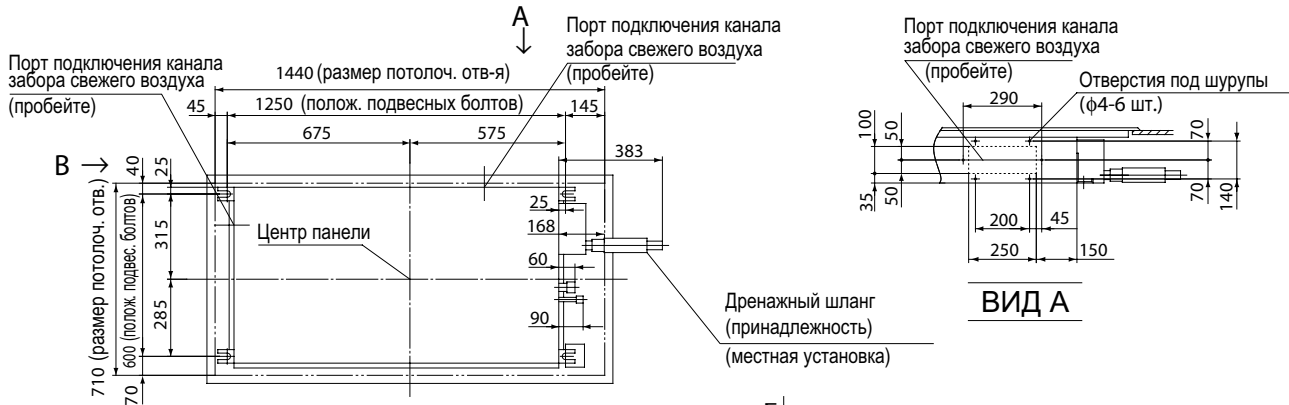 A
Порт подключения канала
забора свежего воздуха
(пробейте)
1440 (размер потолоч. отв-я)
45
1250 (полож. подвесных болтов)
145
675
575
Порт подключения канала
забора свежего воздуха
(пробейте)
B
40
25
383
710 (размер потолоч. отв.)
600 (полож. подвес. болтов)
315
285
70
Центр панели
25
168
60
90
Дренажный шланг
(принадлежность)
(местная установка)
Порт подключения канала
забора свежего воздуха
(пробейте)
Отверстия под шурупы
(ф4-6 шт.)
290
100
50
35
50
70
70
140
200
45
250
150
ВИД A